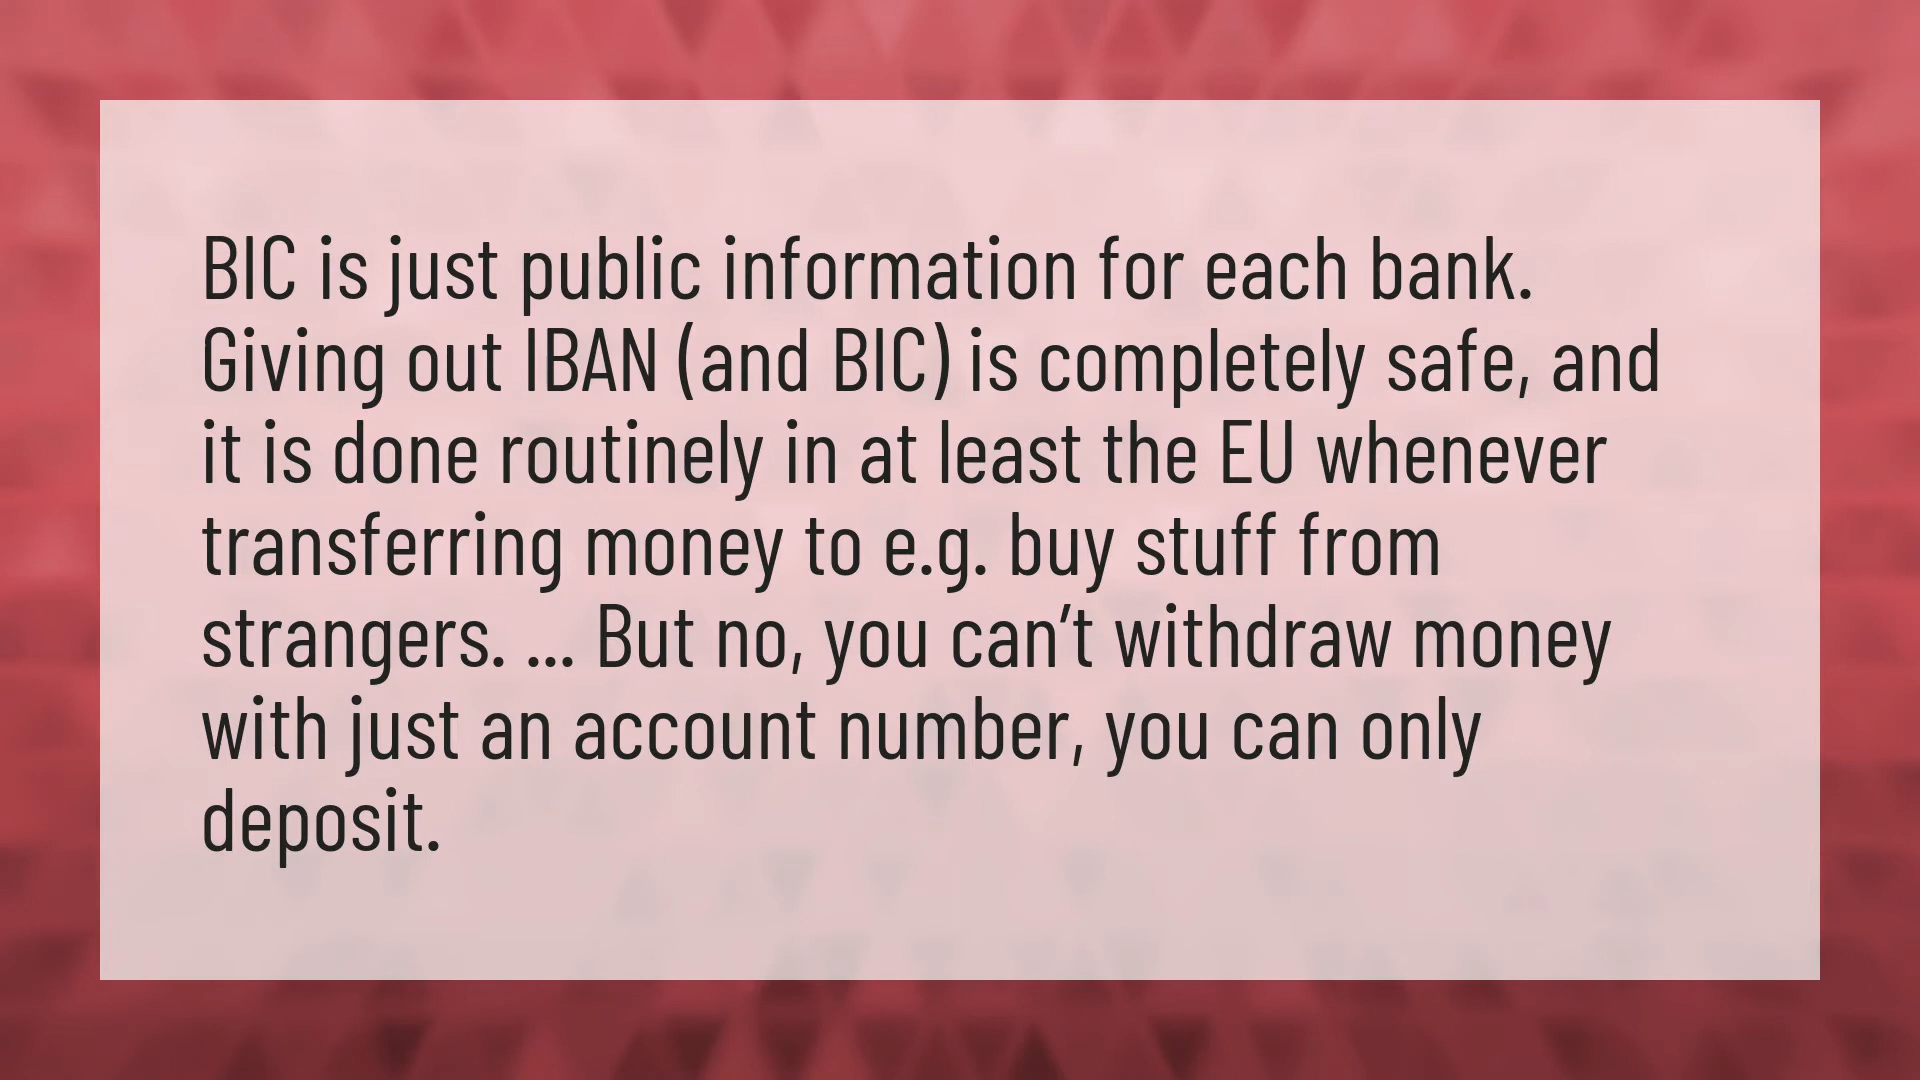 BIC is just public information for each bank.
Giving out IBAN (and BIC) is completely safe, and
it is done routinely in at least the EU whenever
transferring money to e.g. buy stuff from
strangers. ... But no, you can’t withdraw money
with just an account number, you can only
deposit.